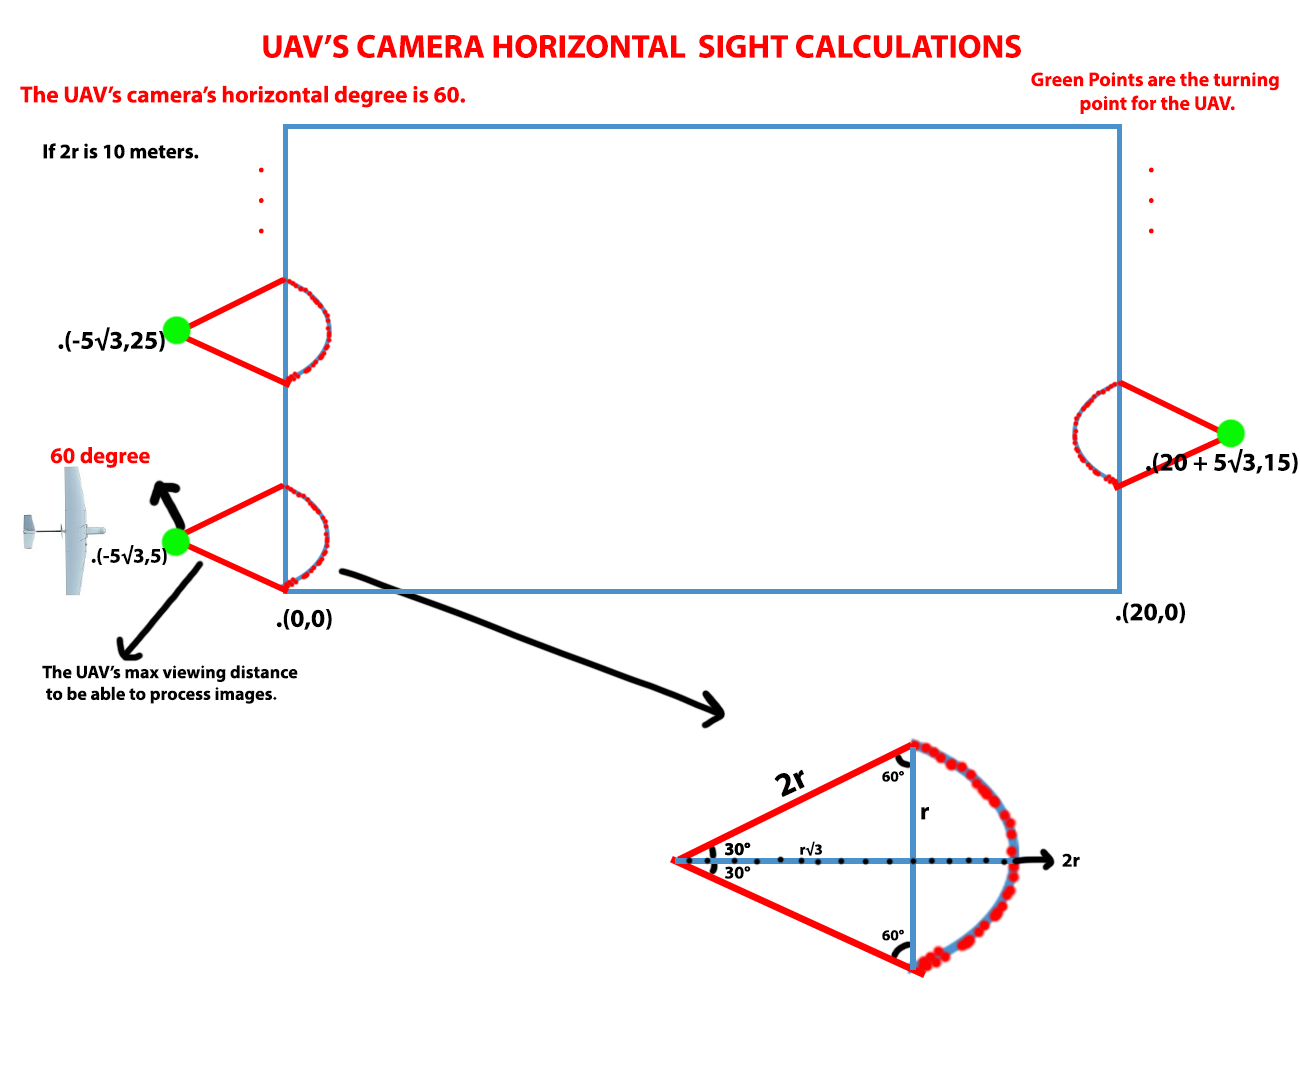 UAV'S CAMERA HORIZONTAL  SIGHT CALCULATIONS
The UAV's camera's horizontal degree is 60.
Green Points are the turning
point for the UAV.
If 2r is 10 meters.
.(-5√3,25)
60 degree
.(-5√3,5)
.(20 + 5√3,15)
.(0,0)
.(20,0)
The UAV's max viewing distance
to be able to process images.
2r
60°
r
30°
r√3
30°
2r
60°